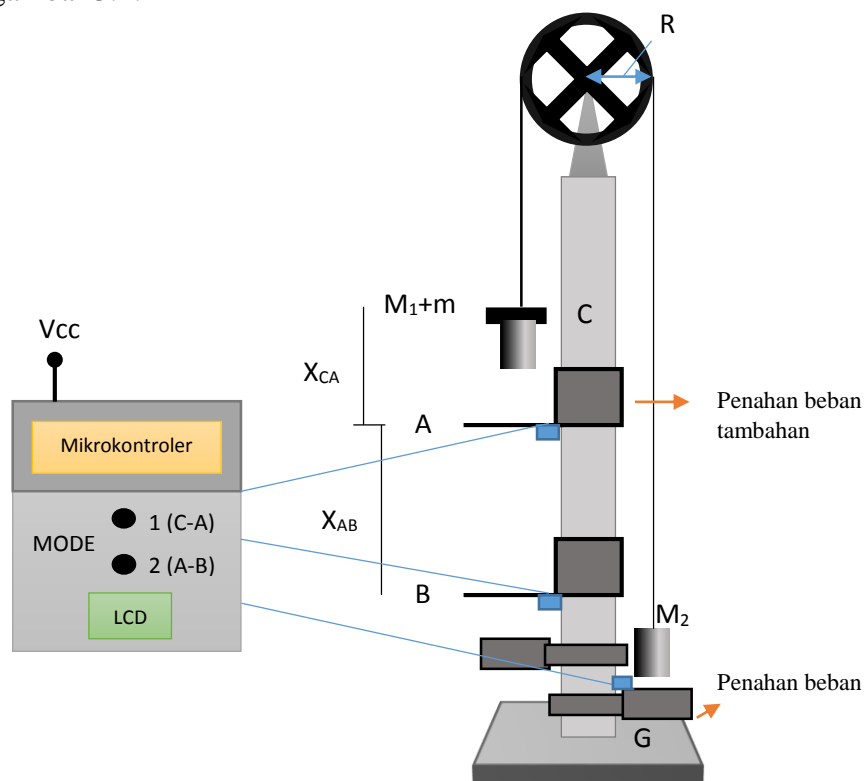 R
M₁+m
C
Vcc
X_CA
A
Penahan beban
tambahan
Mikrokontroler
1 (C-A)
MODE
2 (A-B)
X_AB
B
LCD
M₂
Penahan beban
G